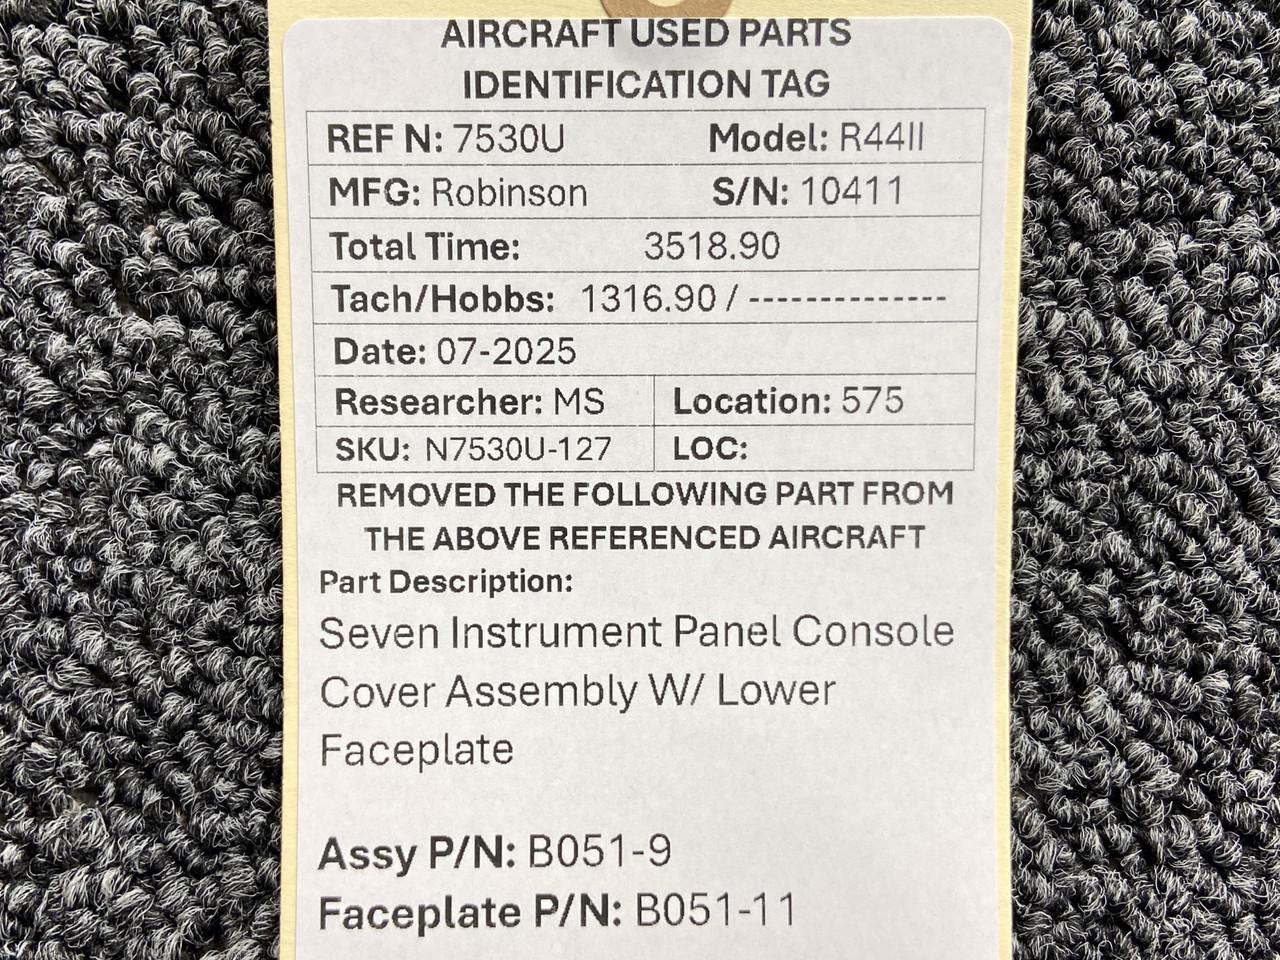 AIRCRAFT USED PARTS
IDENTIFICATION TAG
REF N: 7530U Model: R44II
MFG: Robinson S/N: 10411
Total Time: 3518.90
Tach/Hobbs: 1316.90 / --------------
Date: 07-2025
Researcher: MS Location: 575
SKU: N7530U-127 LOC:
REMOVED THE FOLLOWING PART FROM
THE ABOVE REFERENCED AIRCRAFT
Part Description:
Seven Instrument Panel Console
Cover Assembly W/ Lower
Faceplate
Assy P/N: B051-9
Faceplate P/N: B051-11